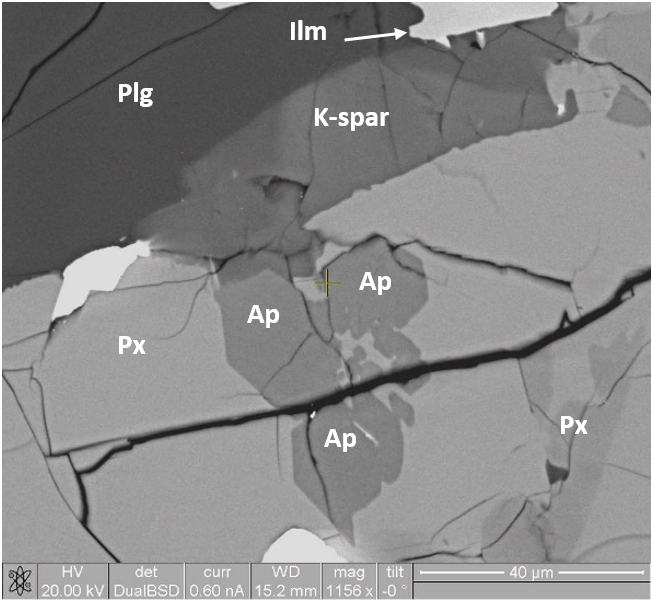 Ilm
Plg
K-spar
Ap
Ap
Px
Px
Ap
HV det curr WD mag tilt
20.00 kV DualBSD 0.60 nA 15.2 mm 1156 x -0 ° 40 µm